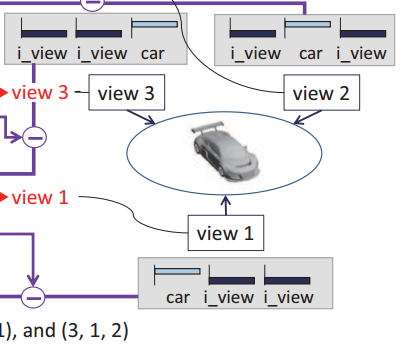 i_view i_view car
i_view car i_view
view 3
view 3
view 2
view 1
view 1
car i_view i_view
1), and (3, 1, 2)